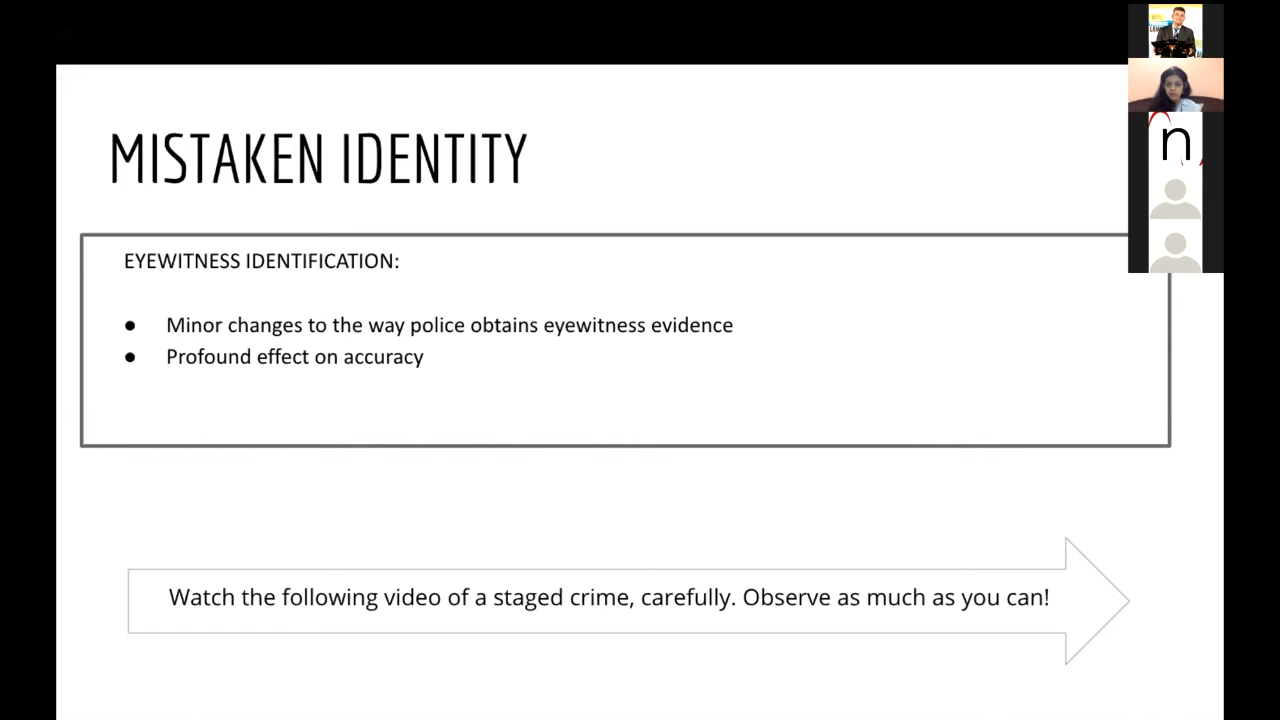 MISTAKEN IDENTITY
EYEWITNESS IDENTIFICATION:
● Minor changes to the way police obtains eyewitness evidence
● Profound effect on accuracy
Watch the following video of a staged crime, carefully. Observe as much as you can!
n